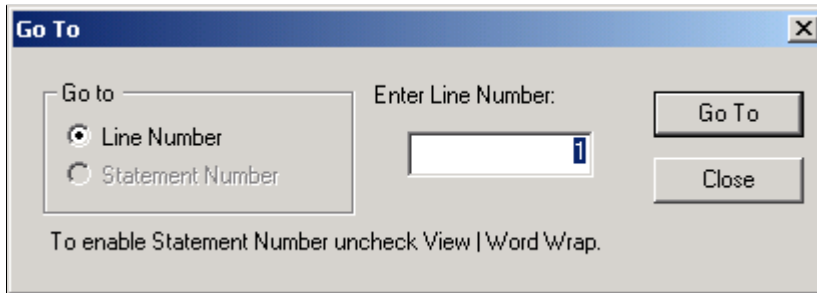 Go To
Go to
Line Number
Statement Number
Enter Line Number:
1
Go To
Close
To enable Statement Number uncheck View | Word Wrap.